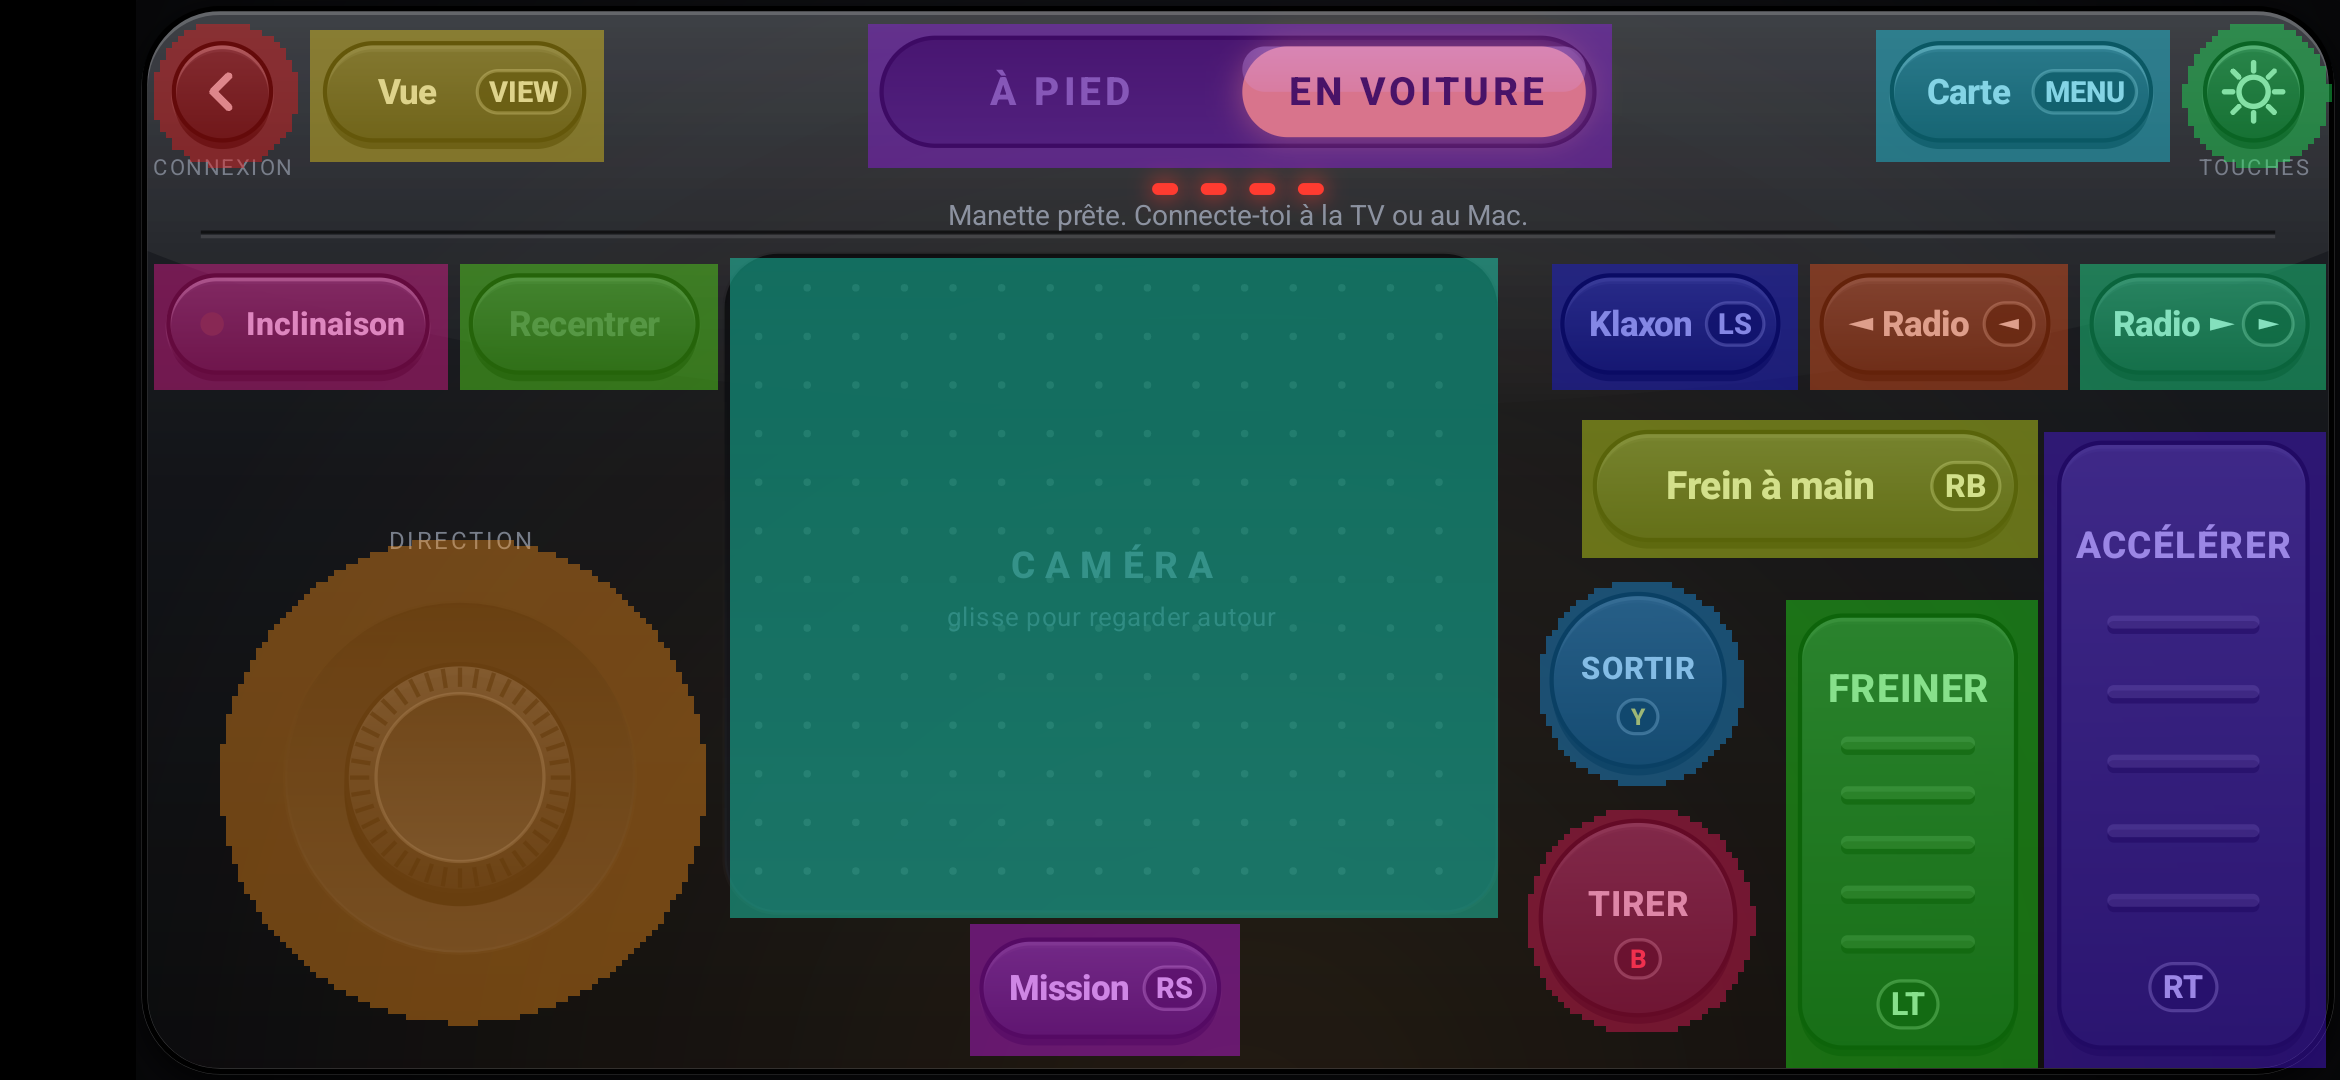 Vue VIEW
À PIED
EN VOITURE
Carte MENU
CONNEXION
TOUCHES
Manette prête. Connecte-toi à la TV ou au Mac.
Inclinaison
Recentrer
Klaxon LS
◄ Radio ◄
Radio ► ►
Frein à main RB
ACCÉLÉRER
DIRECTION
CAMÉRA
glisse pour regarder autour
SORTIR
Y
FREINER
TIRER
B
Mission RS
LT
RT